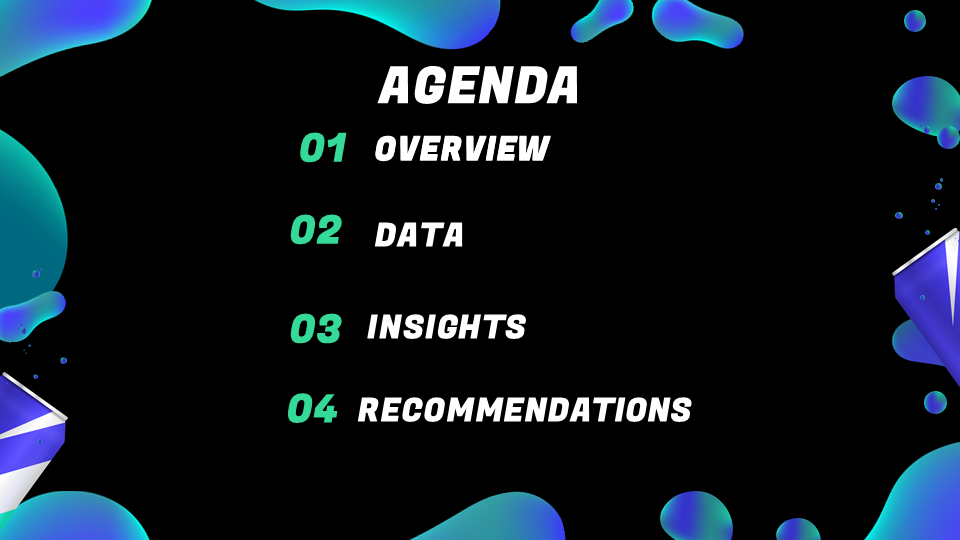 AGENDA
01 OVERVIEW
02 DATA
03 INSIGHTS
04 RECOMMENDATIONS